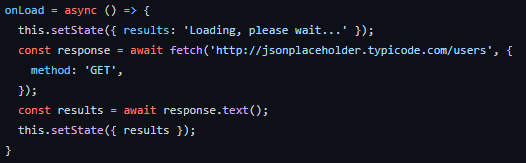 onLoad = async () => {
  this.setState({ results: 'Loading, please wait...' });
  const response = await fetch('http://jsonplaceholder.typicode.com/users', {
    method: 'GET',
  });
  const results = await response.text();
  this.setState({ results });
}